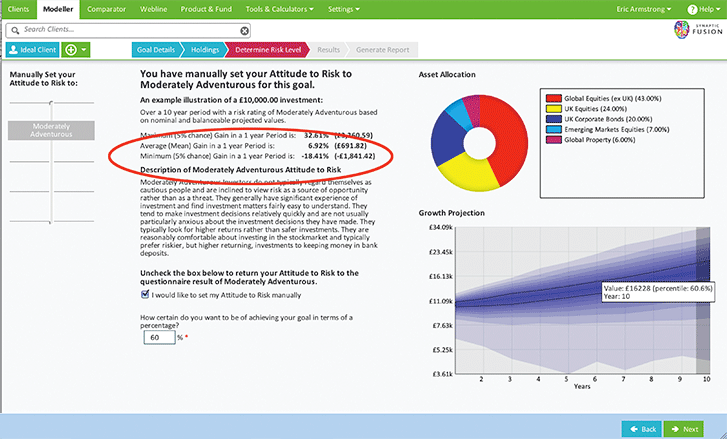 Clients Modeller Comparator Webline Product & Fund Tools & Calculators Settings Eric Armstrong Help
Search Clients...
SYNAPTIC
FUSION
Ideal Client
Goal Details Holdings Determine Risk Level Results Generate Report
Manually Set your
Attitude to Risk to:
Moderately
Adventurous
You have manually set your Attitude to Risk to
Moderately Adventurous for this goal.
An example illustration of a £10,000.00 investment:
Over a 10 year period with a risk rating of Moderately Adventurous based
on nominal and balanceable projected values.
Maximum (5% chance) Gain in a 1 year Period is: 32.61% (£3,260.59)
Average (Mean) Gain in a 1 year Period is: 6.92% (£691.82)
Minimum (5% chance) Gain in a 1 year Period is: -18.41% (-£1,841.42)
Description of Moderately Adventurous Attitude to Risk
Moderately Adventurous Investors do not typically regard themselves as
cautious people and are inclined to view risk as a source of opportunity
rather than as a threat. They generally have significant experience of
investment and find investment matters fairly easy to understand. They
tend to make investment decisions relatively quickly and are not usually
particularly anxious about the investment decisions they have made. They
typically look for higher returns rather than safer investments. They are
reasonably comfortable about investing in the stockmarket and typically
prefer riskier, but higher returning, investments to keeping money in bank
deposits.
Uncheck the box below to return your Attitude to Risk to the
questionnaire result of Moderately Adventurous.
I would like to set my Attitude to Risk manually
How certain do you want to be of achieving your goal in terms of a
percentage?
60 % *
Asset Allocation
Global Equities (ex UK) (43.00%)
UK Equities (24.00%)
UK Corporate Bonds (20.00%)
Emerging Markets Equities (7.00%)
Global Property (6.00%)
Growth Projection
£34.09k
£23.45k
£16.13k
£11.09k
£7.63k
£5.25k
£3.61k
Value: £16228 (percentile: 60.6%)
Year: 10
2 3 4 5 6 7 8 9 10
Years
Back Next